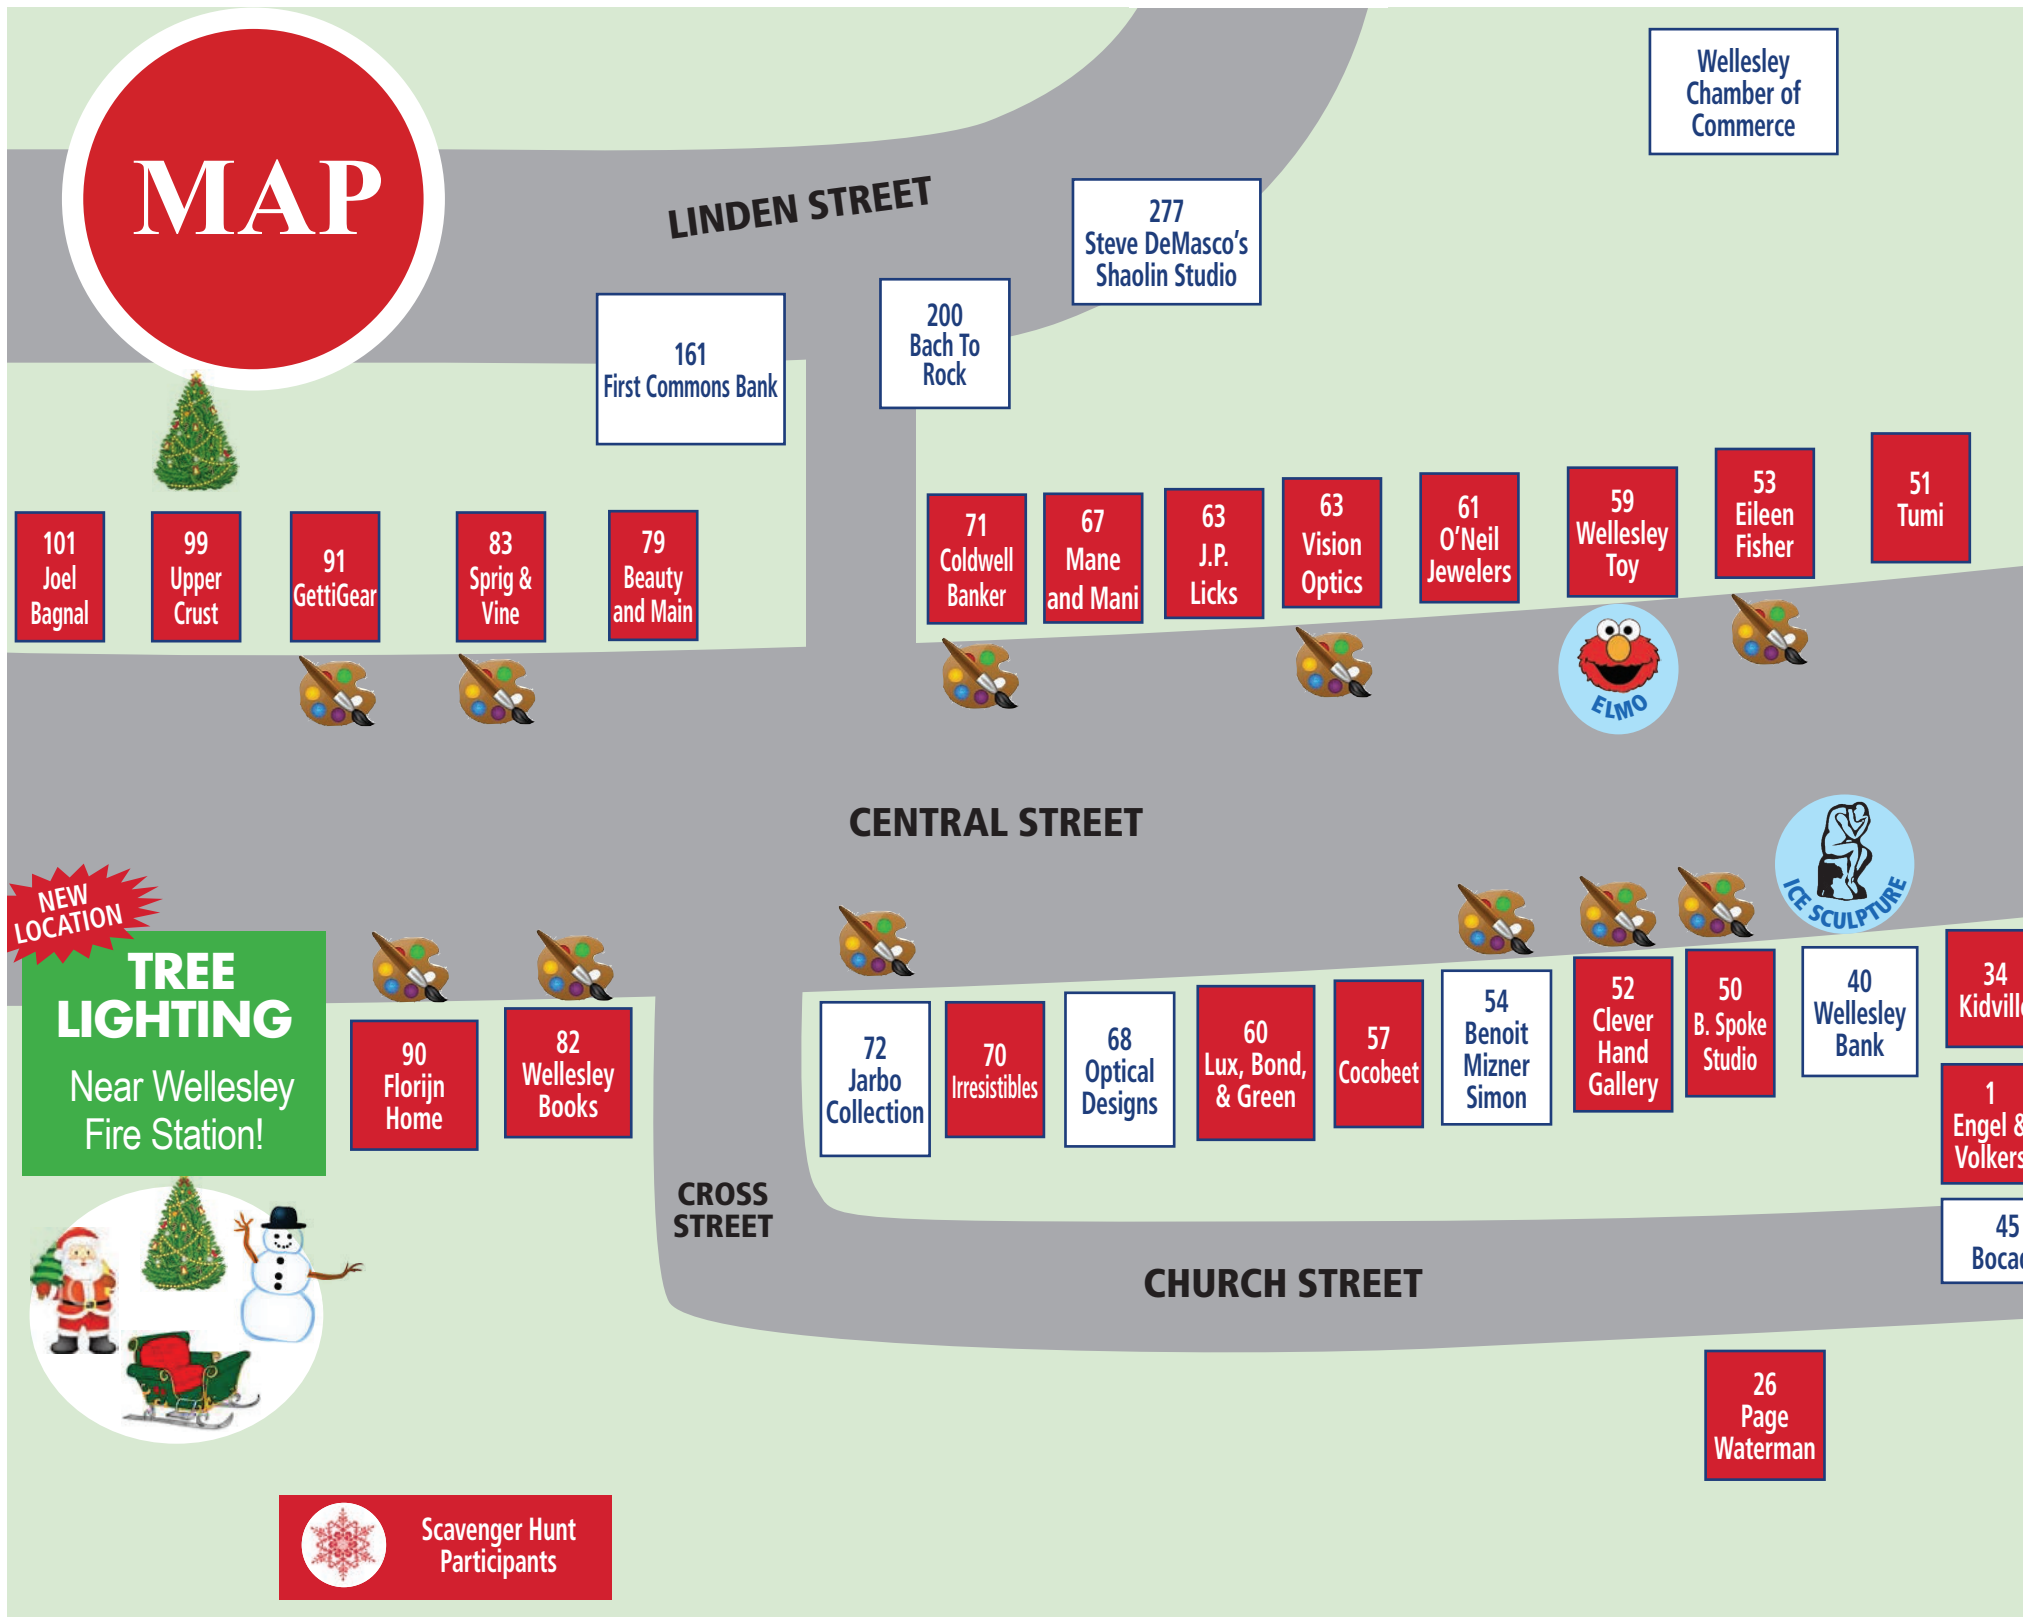 MAP
LINDEN STREET
Wellesley
Chamber of
Commerce
277
Steve DeMasco's
Shaolin Studio
200
Bach To
Rock
161
First Commons Bank
101
Joel
Bagnal
99
Upper
Crust
91
GettiGear
83
Sprig &
Vine
79
Beauty
and Main
71
Coldwell
Banker
67
Mane
and Mani
63
J.P.
Licks
63
Vision
Optics
61
O'Neil
Jewelers
59
Wellesley
Toy
53
Eileen
Fisher
51
Tumi
ELMO
CENTRAL STREET
ICE SCULPTURE
NEW
LOCATION
TREE
LIGHTING
Near Wellesley
Fire Station!
90
Florijn
Home
82
Wellesley
Books
72
Jarbo
Collection
70
Irresistibles
68
Optical
Designs
60
Lux, Bond,
& Green
57
Cocobeet
54
Benoit
Mizner
Simon
52
Clever
Hand
Gallery
50
B. Spoke
Studio
40
Wellesley
Bank
34
1
Engel &
Volkers
45
CROSS
STREET
CHURCH STREET
26
Page
Waterman
Scavenger Hunt
Participants